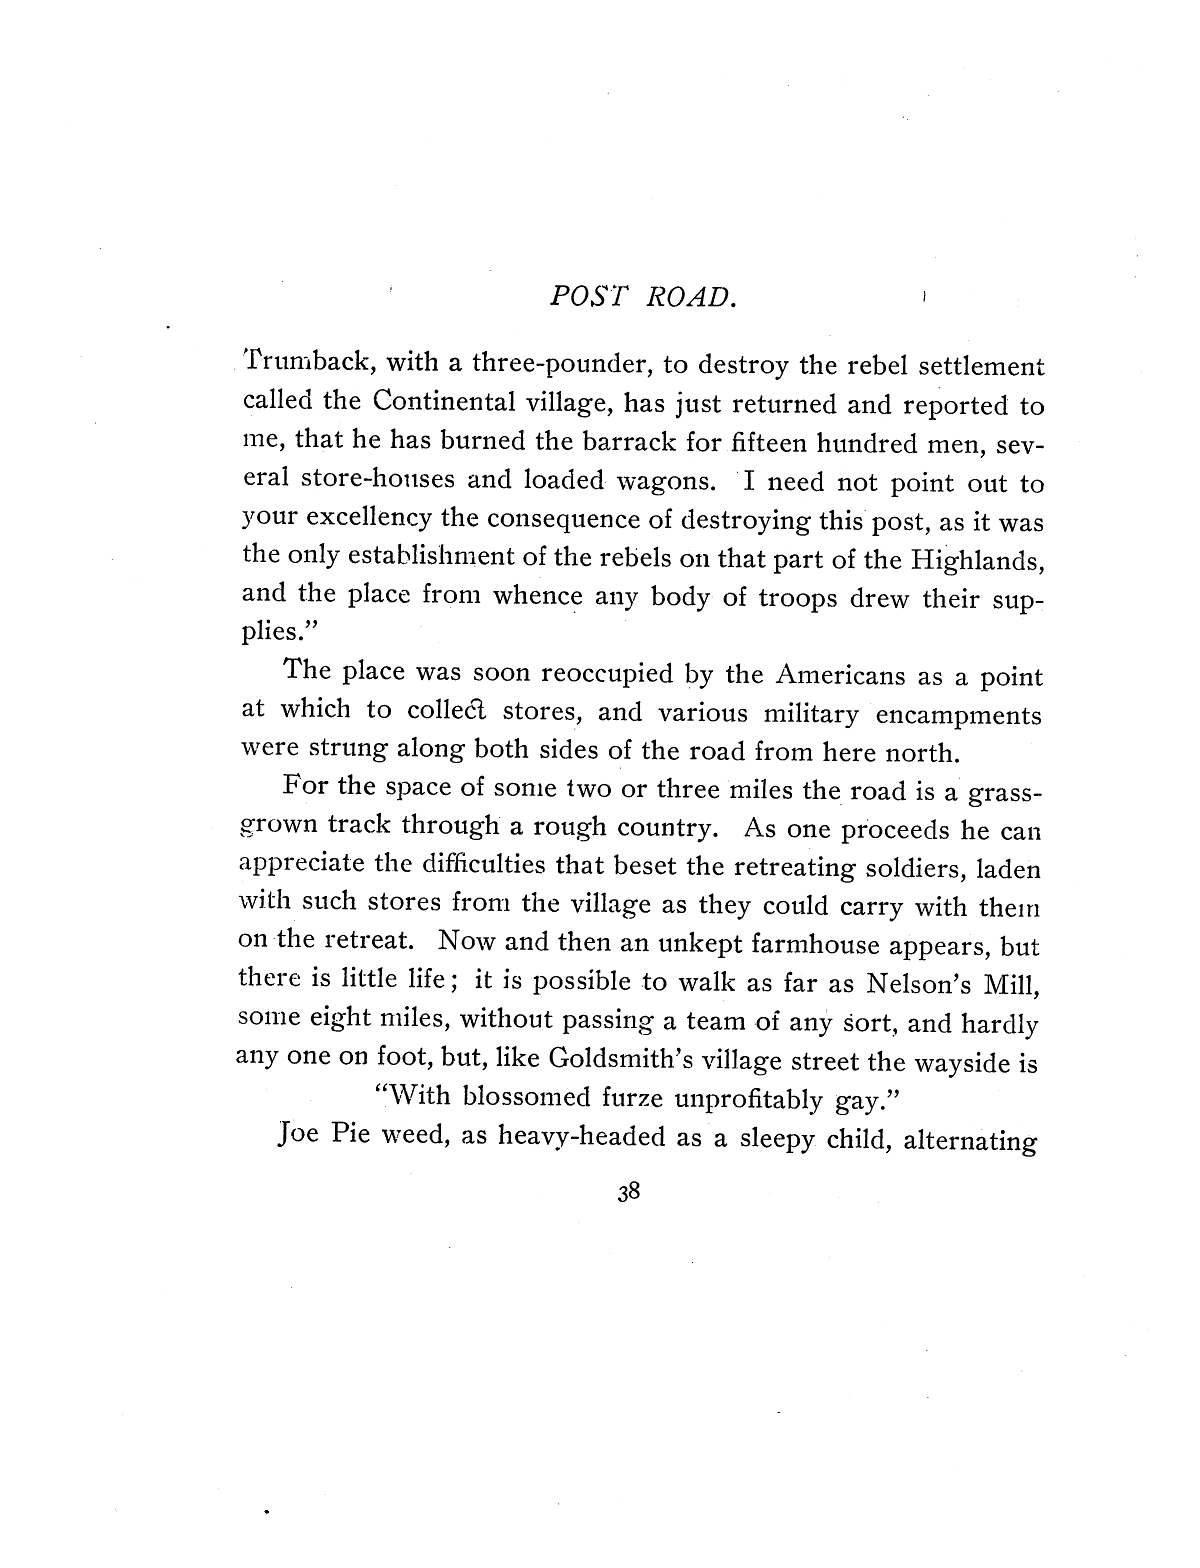 POST ROAD.
Trumback, with a three-pounder, to destroy the rebel settlement
called the Continental village, has just returned and reported to
me, that he has burned the barrack for fifteen hundred men, sev-
eral store-houses and loaded wagons. I need not point out to
your excellency the consequence of destroying this post, as it was
the only establishment of the rebels on that part of the Highlands,
and the place from whence any body of troops drew their sup-
plies.”
The place was soon reoccupied by the Americans as a point
at which to collect stores, and various military encampments
were strung along both sides of the road from here north.
For the space of some two or three miles the road is a grass-
grown track through a rough country. As one proceeds he can
appreciate the difficulties that beset the retreating soldiers, laden
with such stores from the village as they could carry with them
on the retreat. Now and then an unkept farmhouse appears, but
there is little life; it is possible to walk as far as Nelson’s Mill,
some eight miles, without passing a team of any sort, and hardly
any one on foot, but, like Goldsmith’s village street the wayside is
“With blossomed furze unprofitably gay.”
Joe Pie weed, as heavy-headed as a sleepy child, alternating
38